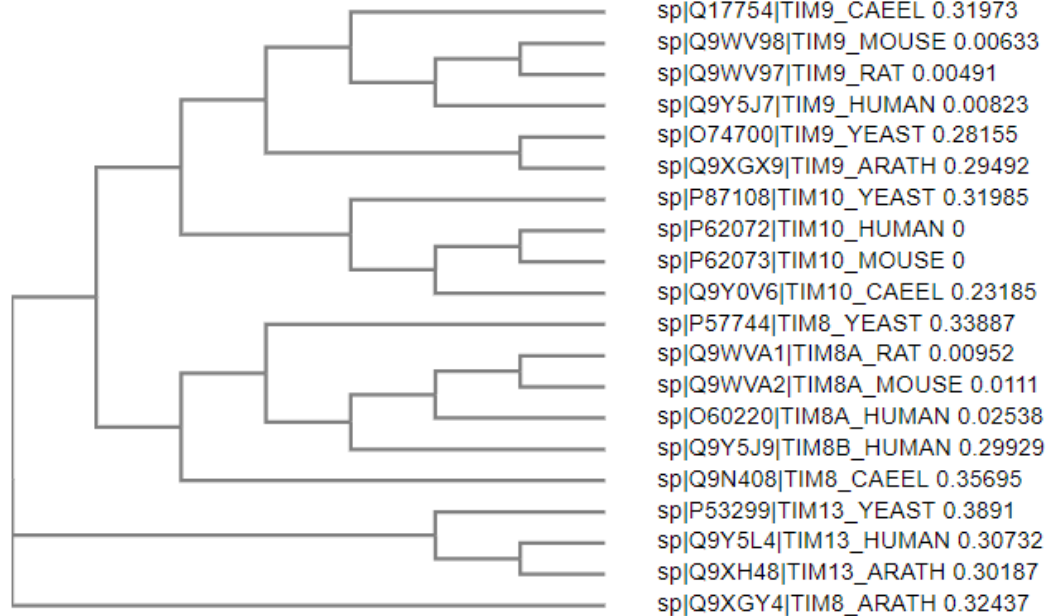 sp|Q17754|TIM9_CAEEL 0.31973
sp|Q9WV98|TIM9_MOUSE 0.00633
sp|Q9WV97|TIM9_RAT 0.00491
sp|Q9Y5J7|TIM9_HUMAN 0.00823
sp|O74700|TIM9_YEAST 0.28155
sp|Q9XGX9|TIM9_ARATH 0.29492
sp|P87108|TIM10_YEAST 0.31985
sp|P62072|TIM10_HUMAN 0
sp|P62073|TIM10_MOUSE 0
sp|Q9Y0V6|TIM10_CAEEL 0.23185
sp|P57744|TIM8_YEAST 0.33887
sp|Q9WVA1|TIM8A_RAT 0.00952
sp|Q9WVA2|TIM8A_MOUSE 0.0111
sp|O60220|TIM8A_HUMAN 0.02538
sp|Q9Y5J9|TIM8B_HUMAN 0.29929
sp|Q9N408|TIM8_CAEEL 0.35695
sp|P53299|TIM13_YEAST 0.3891
sp|Q9Y5L4|TIM13_HUMAN 0.30732
sp|Q9XH48|TIM13_ARATH 0.30187
sp|Q9XGY4|TIM8_ARATH 0.32437